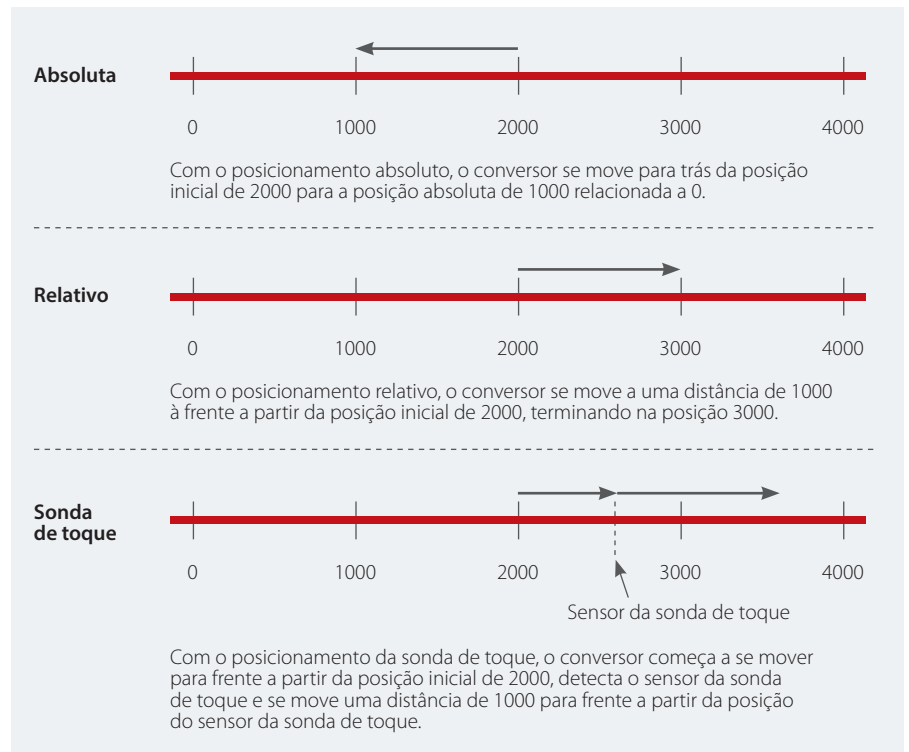 Absoluta
0 1000 2000 3000 4000
Com o posicionamento absoluto, o conversor se move para trás da posição
inicial de 2000 para a posição absoluta de 1000 relacionada a 0.
Relativo
0 1000 2000 3000 4000
Com o posicionamento relativo, o conversor se move a uma distância de 1000
à frente a partir da posição inicial de 2000, terminando na posição 3000.
Sonda
de toque
0 1000 2000 3000 4000
Sensor da sonda de toque
Com o posicionamento da sonda de toque, o conversor começa a se mover
para frente a partir da posição inicial de 2000, detecta o sensor da sonda
de toque e se move uma distância de 1000 para frente a partir da posição
do sensor da sonda de toque.